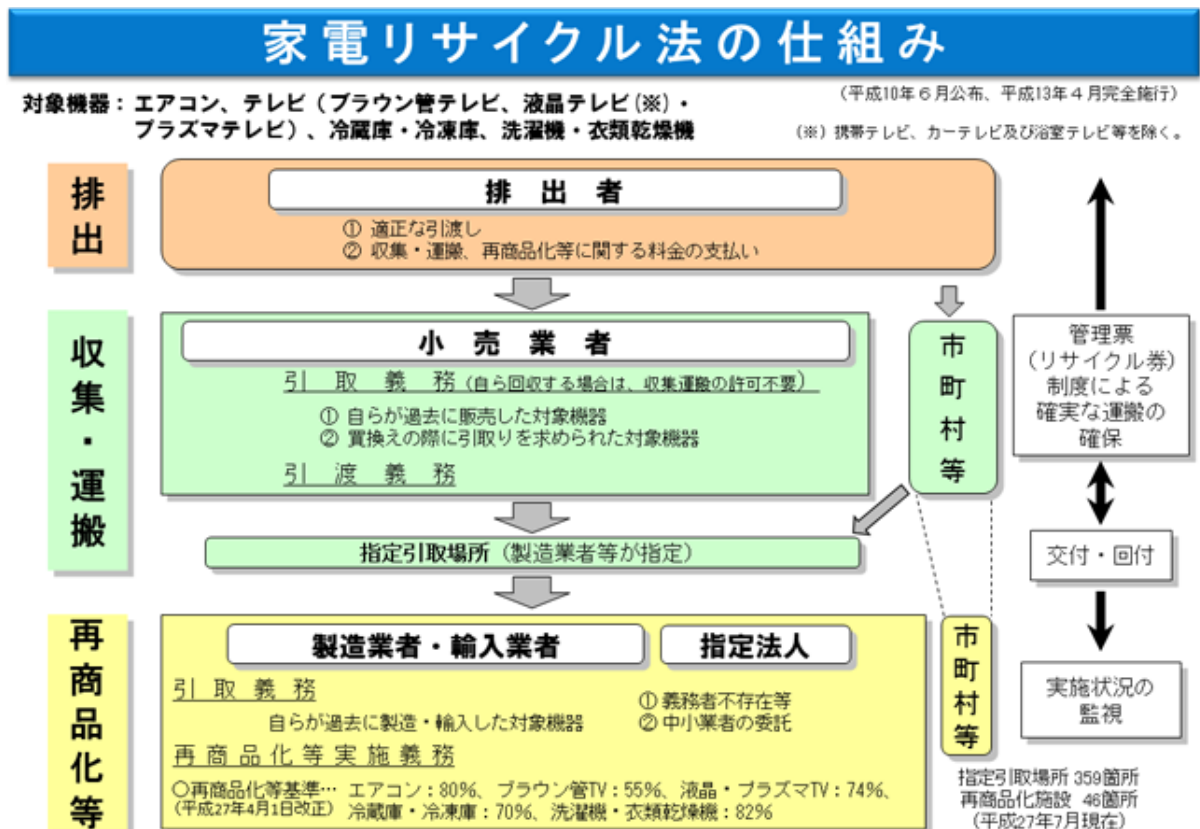 家電リサイクル法の仕組み
対象機器：エアコン、テレビ（ブラウン管テレビ、液晶テレビ(※)・
プラズマテレビ）、冷蔵庫・冷凍庫、洗濯機・衣類乾燥機
（平成10年６月公布、平成13年４月完全施行）
（※）携帯テレビ、カーテレビ及び浴室テレビ等を除く。
排出
排出者
① 適正な引渡し
② 収集・運搬、再商品化等に関する料金の支払い
収集・運搬
小売業者
引取義務（自ら回収する場合は、収集運搬の許可不要）
① 自らが過去に販売した対象機器
② 買換えの際に引取りを求められた対象機器
引渡義務
市町村等
管理票
（リサイクル券）
制度による
確実な運搬の
確保
指定引取場所（製造業者等が指定）
交付・回付
再商品化等
製造業者・輸入業者
指定法人
引取義務
自らが過去に製造・輸入した対象機器
① 義務者不存在等
② 中小業者の委託
再商品化等実施義務
○再商品化等基準… エアコン：80%、ブラウン管TV：55%、液晶・プラズマTV：74%、
（平成27年4月1日改正） 冷蔵庫・冷凍庫：70%、洗濯機・衣類乾燥機：82%
市町村等
実施状況の
監視
指定引取場所 359箇所
再商品化施設 46箇所
（平成27年7月現在）